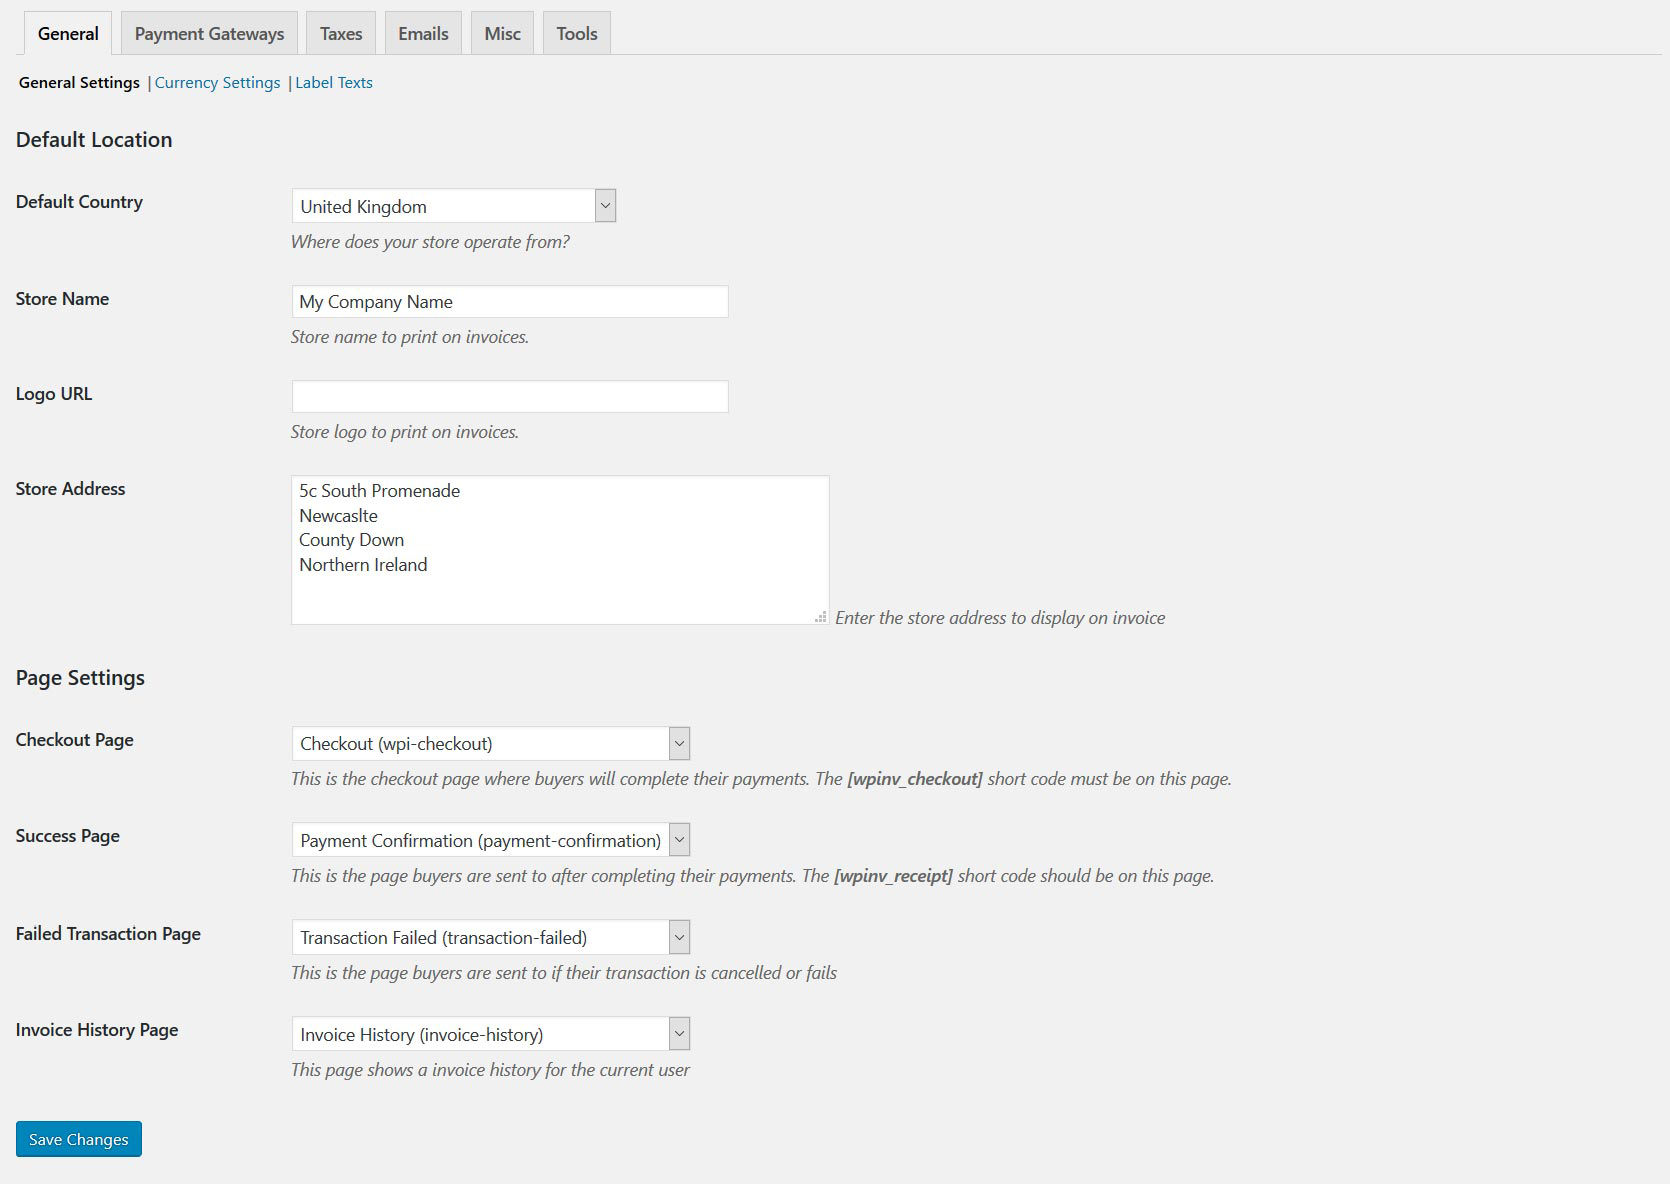 General Payment Gateways Taxes Emails Misc Tools
General Settings | Currency Settings | Label Texts
Default Location
Default Country
United Kingdom
Where does your store operate from?
Store Name
My Company Name
Store name to print on invoices.
Logo URL
Store logo to print on invoices.
Store Address
5c South Promenade
Newcaslte
County Down
Northern Ireland
Enter the store address to display on invoice
Page Settings
Checkout Page
Checkout (wpi-checkout)
This is the checkout page where buyers will complete their payments. The [wpinv_checkout] short code must be on this page.
Success Page
Payment Confirmation (payment-confirmation)
This is the page buyers are sent to after completing their payments. The [wpinv_receipt] short code should be on this page.
Failed Transaction Page
Transaction Failed (transaction-failed)
This is the page buyers are sent to if their transaction is cancelled or fails
Invoice History Page
Invoice History (invoice-history)
This page shows a invoice history for the current user
Save Changes